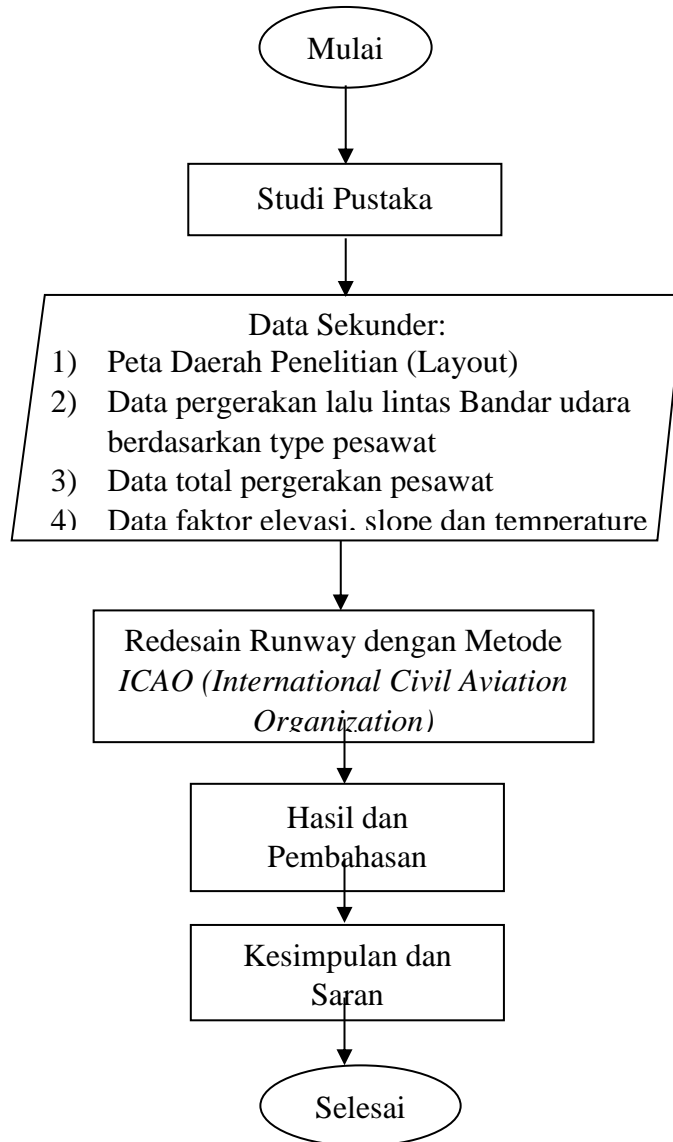 Mulai
Studi Pustaka
Data Sekunder:
1) Peta Daerah Penelitian (Layout)
2) Data pergerakan lalu lintas Bandar udara
berdasarkan type pesawat
3) Data total pergerakan pesawat
4) Data faktor elevasi, slope dan temperature
Redesain Runway dengan Metode
ICAO (International Civil Aviation
Organization)
Hasil dan
Pembahasan
Kesimpulan dan
Saran
Selesai